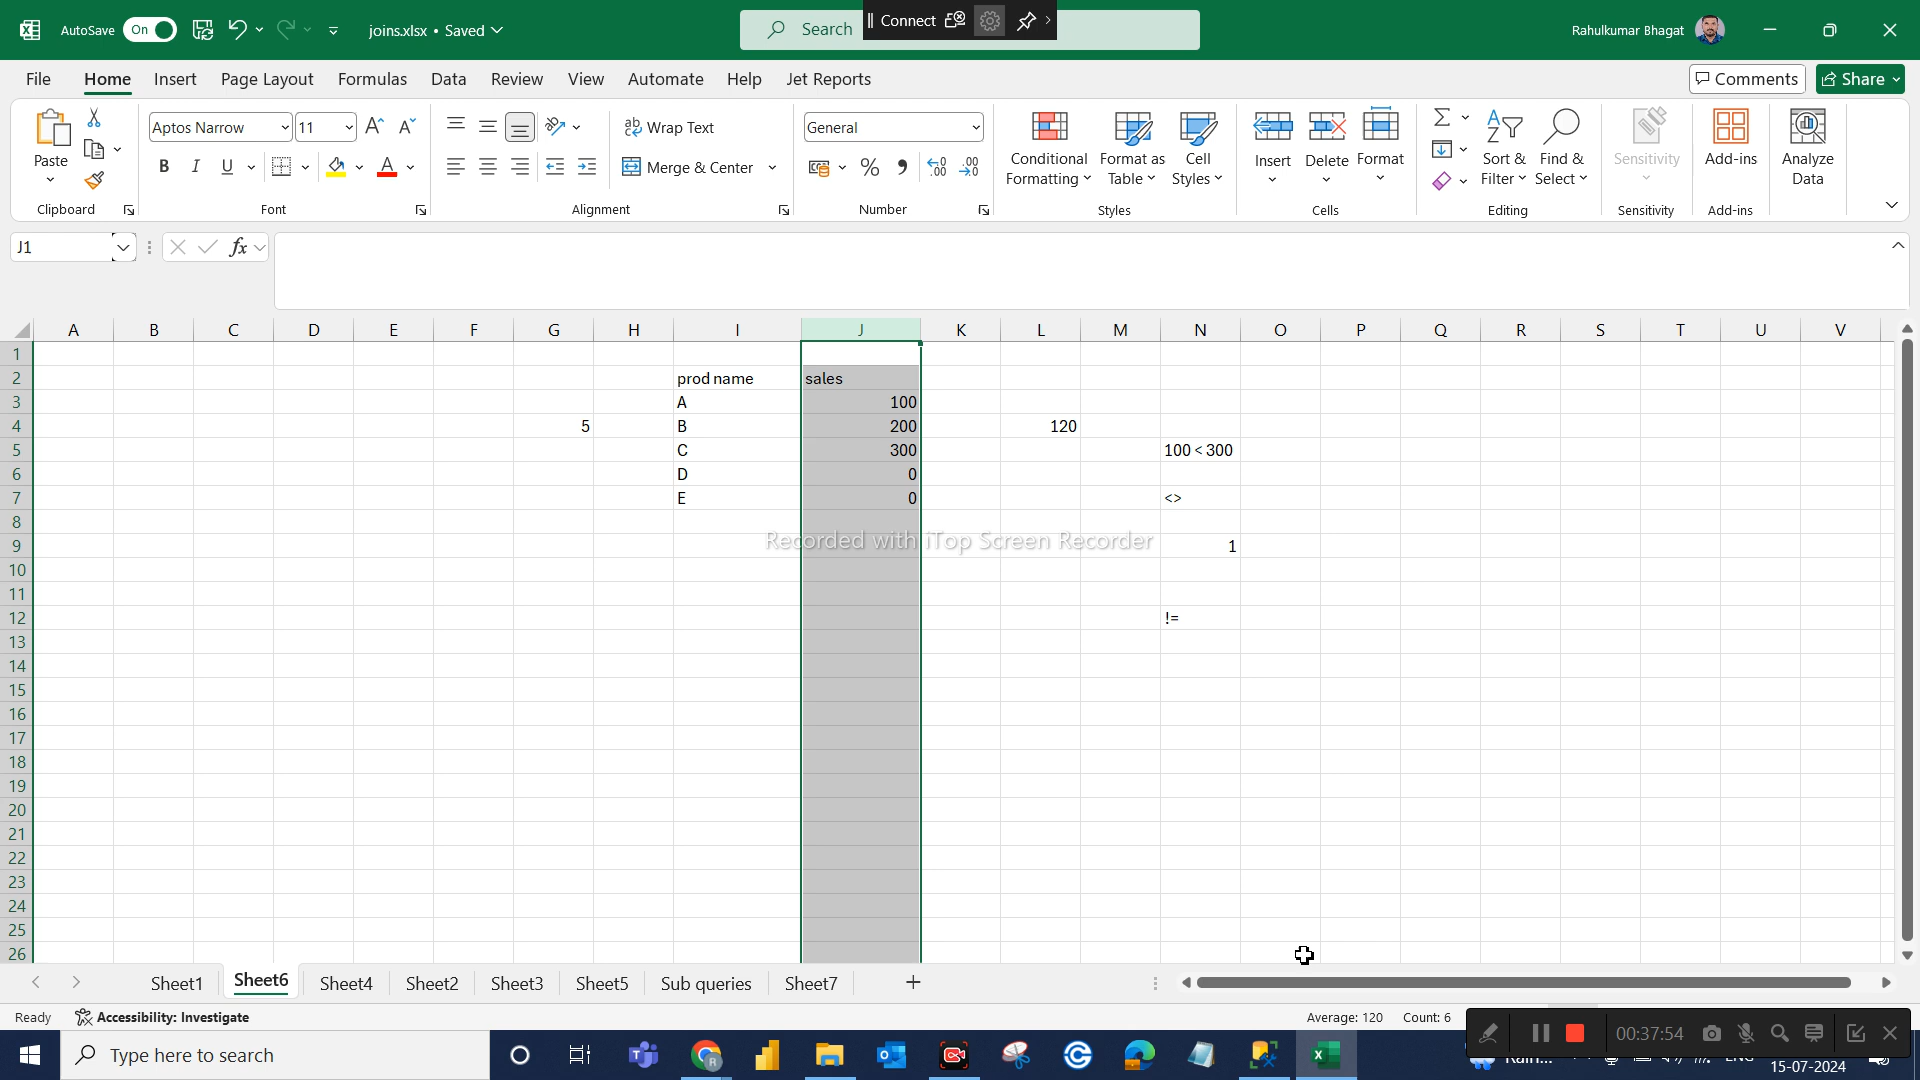 AutoSave On joins.xlsx • Saved Search Connect Rahulkumar Bhagat
File Home Insert Page Layout Formulas Data Review View Automate Help Jet Reports Comments Share
Paste Aptos Narrow 11 Wrap Text General Conditional Formatting Format as Table Cell Styles Insert Delete Format Sort & Filter Find & Select Sensitivity Add-ins Analyze Data
B I U A Merge & Center % .00
Clipboard Font Alignment Number Styles Cells Editing Sensitivity Add-ins
J1 fx
A B C D E F G H I J K L M N O P Q R S T U V
1
2 prod name sales
3 A 100
4 5 B 200 120
5 C 300 100 < 300
6 D 0
7 E 0 <>
8
Recorded with iTop Screen Recorder
9 1
10
11
12 !=
13
14
15
16
17
18
19
20
21
22
23
24
25
26
Sheet1 Sheet6 Sheet4 Sheet2 Sheet3 Sheet5 Sub queries Sheet7
Ready Accessibility: Investigate Average: 120 Count: 6
Type here to search 00:37:54
15-07-2024